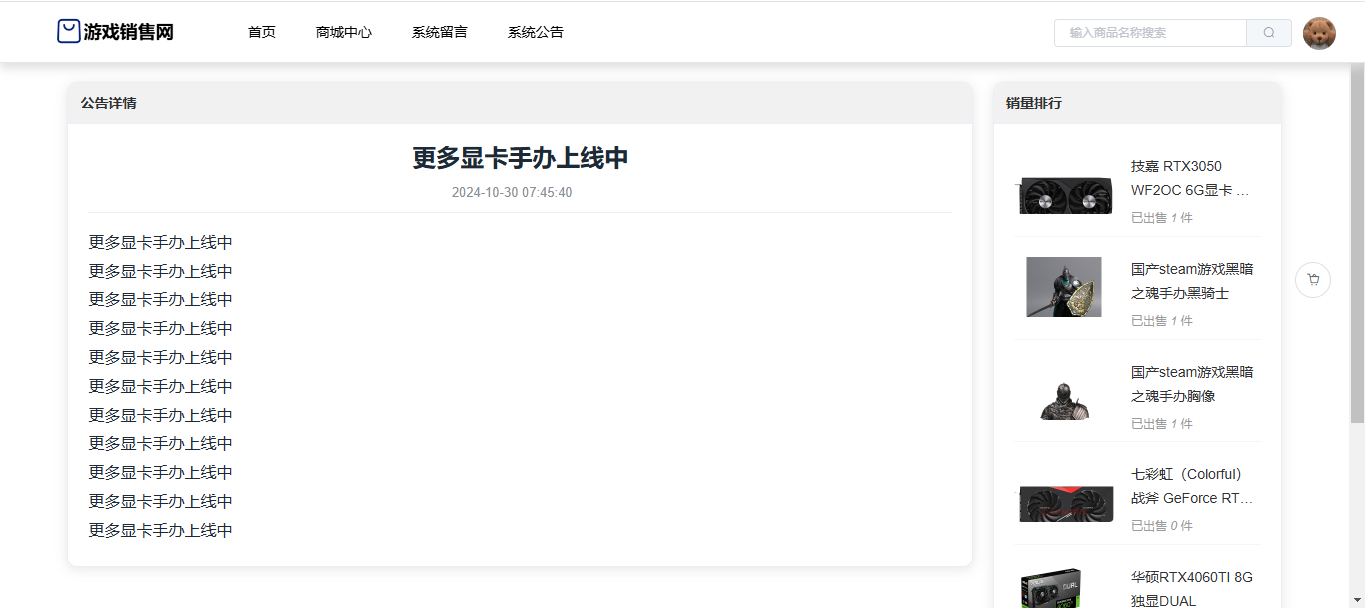 游戏销售网
首页
商城中心
系统留言
系统公告
输入商品名称搜索
公告详情
更多显卡手办上线中
2024-10-30 07:45:40
更多显卡手办上线中
更多显卡手办上线中
更多显卡手办上线中
更多显卡手办上线中
更多显卡手办上线中
更多显卡手办上线中
更多显卡手办上线中
更多显卡手办上线中
更多显卡手办上线中
更多显卡手办上线中
更多显卡手办上线中
销量排行
技嘉 RTX3050
WF2OC 6G显卡 …
已出售 1 件
国产steam游戏黑暗
之魂手办黑骑士
已出售 1 件
国产steam游戏黑暗
之魂手办胸像
已出售 1 件
七彩虹（Colorful）
战斧 GeForce RT…
已出售 0 件
华硕RTX4060TI 8G
独显DUAL
DUAL